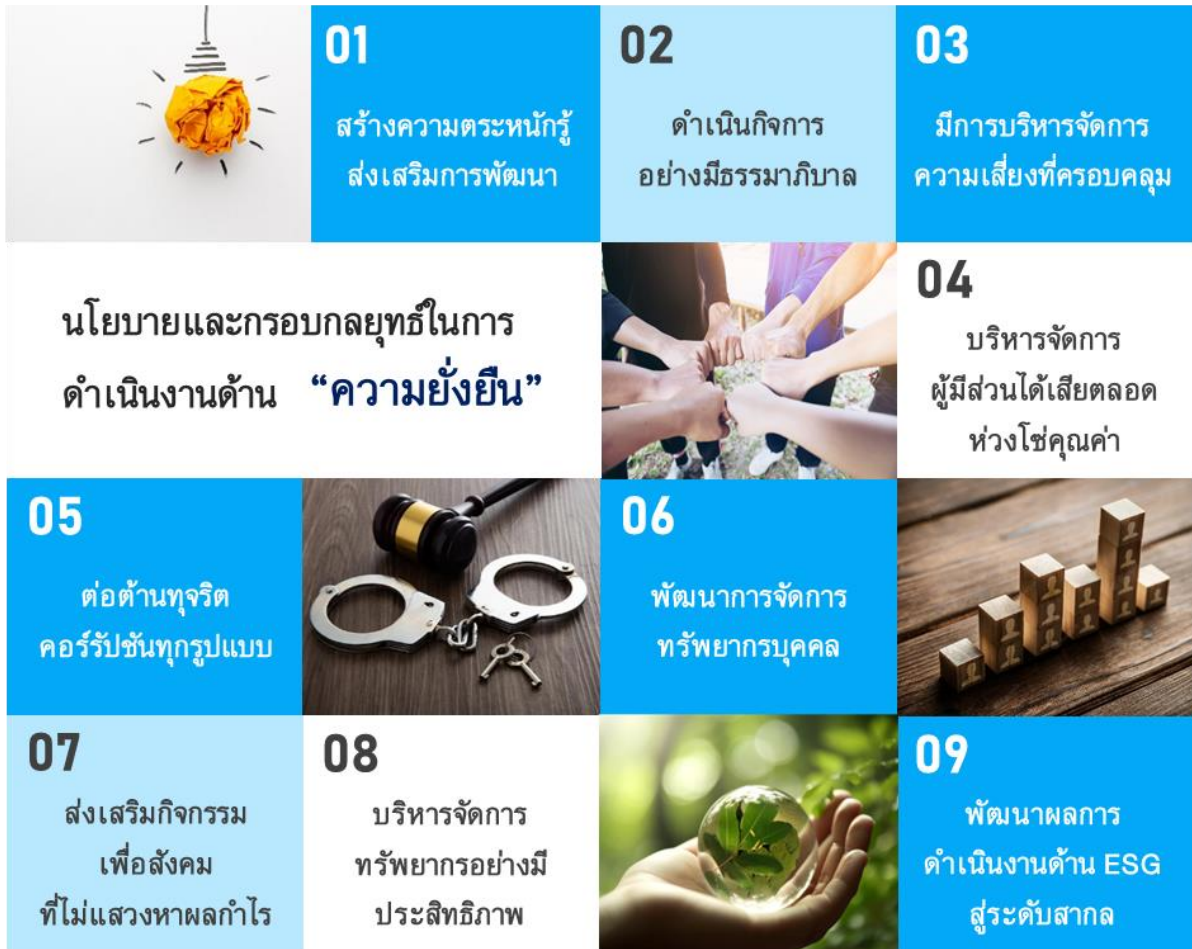 01
สร้างความตระหนักรู้
ส่งเสริมการพัฒนา
02
ดำเนินกิจการ
อย่างมีธรรมาภิบาล
03
มีการบริหารจัดการ
ความเสี่ยงที่ครอบคลุม
นโยบายและกรอบกลยุทธ์ในการ
ดำเนินงานด้าน “ความยั่งยืน”
04
บริหารจัดการ
ผู้มีส่วนได้เสียตลอด
ห่วงโซ่คุณค่า
05
ต่อต้านทุจริต
คอร์รัปชันทุกรูปแบบ
06
พัฒนาการจัดการ
ทรัพยากรบุคคล
07
ส่งเสริมกิจกรรม
เพื่อสังคม
ที่ไม่แสวงหาผลกำไร
08
บริหารจัดการ
ทรัพยากรอย่างมี
ประสิทธิภาพ
09
พัฒนาผลการ
ดำเนินงานด้าน ESG
สู่ระดับสากล